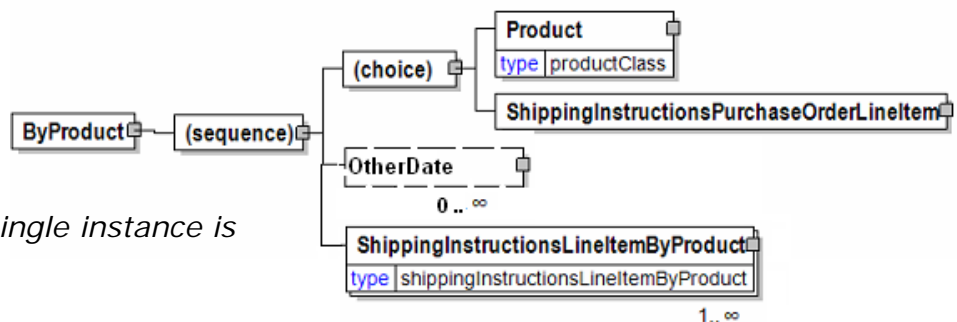 Product
type productClass
(choice)
ShippingInstructionsPurchaseOrderLineItem
ByProduct
(sequence)
OtherDate
0 .. ∞
ingle instance is
ShippingInstructionsLineItemByProduct
type shippingInstructionsLineItemByProduct
1.. ∞